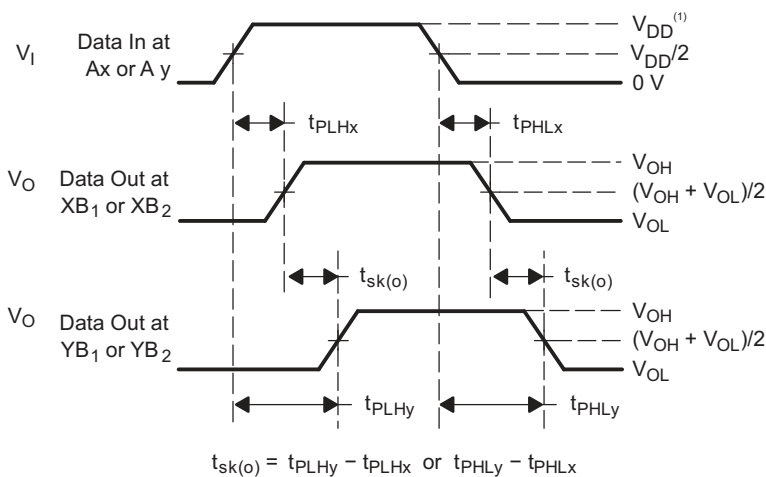 V_I
Data In at
Ax or A y
V_DD^(1)
V_DD/2
0 V
t_PLHx
t_PHLx
V_O
Data Out at
XB_1 or XB_2
V_OH
(V_OH + V_OL)/2
V_OL
t_sk(o)
t_sk(o)
V_O
Data Out at
YB_1 or YB_2
V_OH
(V_OH + V_OL)/2
V_OL
t_PLHy
t_PHLy
t_sk(o) = t_PLHy − t_PLHx or t_PHLy − t_PHLx